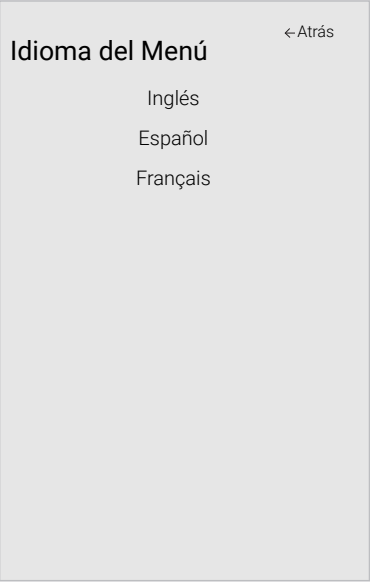 ←Atrás
Idioma del Menú
Inglés
Español
Français